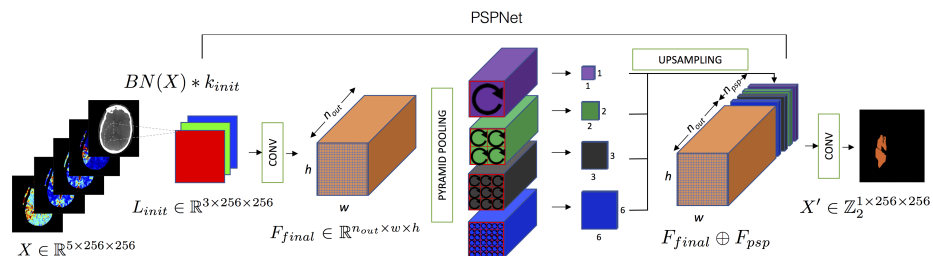 PSPNet
BN(X) ∗ k_init
X ∈ ℝ^{5×256×256}
L_init ∈ ℝ^{3×256×256}
CONV
n_out
h
w
F_final ∈ ℝ^{n_out×w×h}
PYRAMID POOLING
1
1
2
2
3
3
6
6
UPSAMPLING
n_out
n_psp
h
w
F_final ⊕ F_psp
CONV
X′ ∈ ℤ_2^{1×256×256}